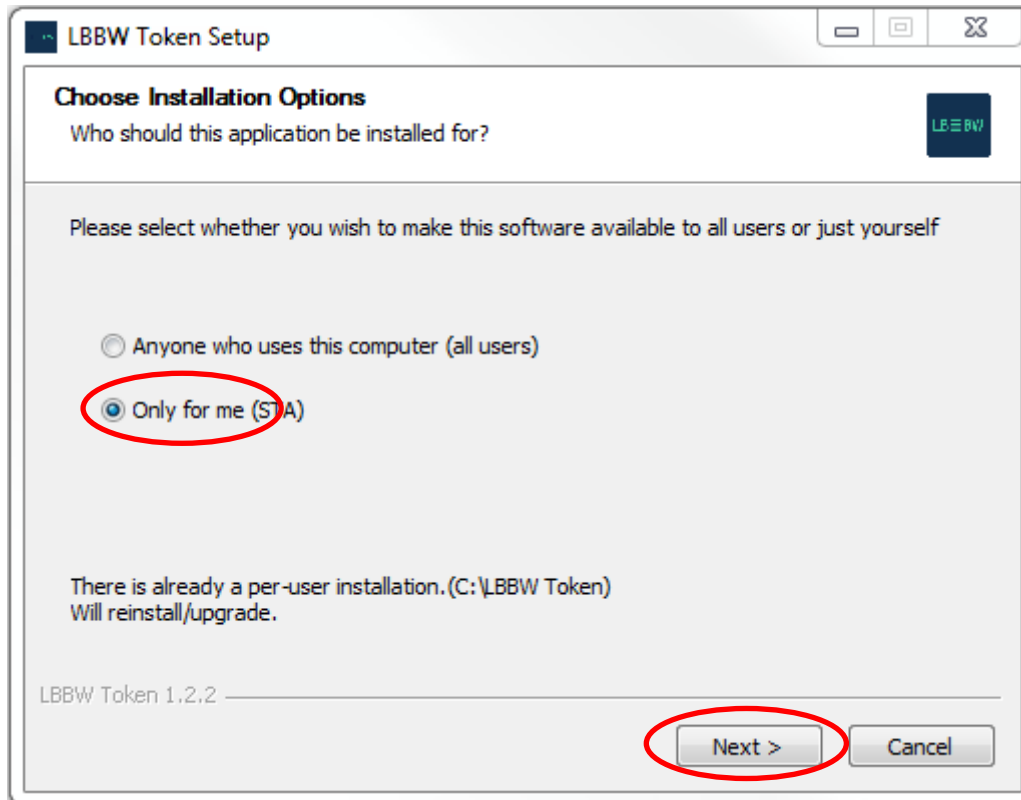 LBBW Token Setup
Choose Installation Options
Who should this application be installed for?
LB☰BW
Please select whether you wish to make this software available to all users or just yourself
Anyone who uses this computer (all users)
Only for me (STA)
There is already a per-user installation.(C:\LBBW Token)
Will reinstall/upgrade.
LBBW Token 1.2.2
Next >
Cancel